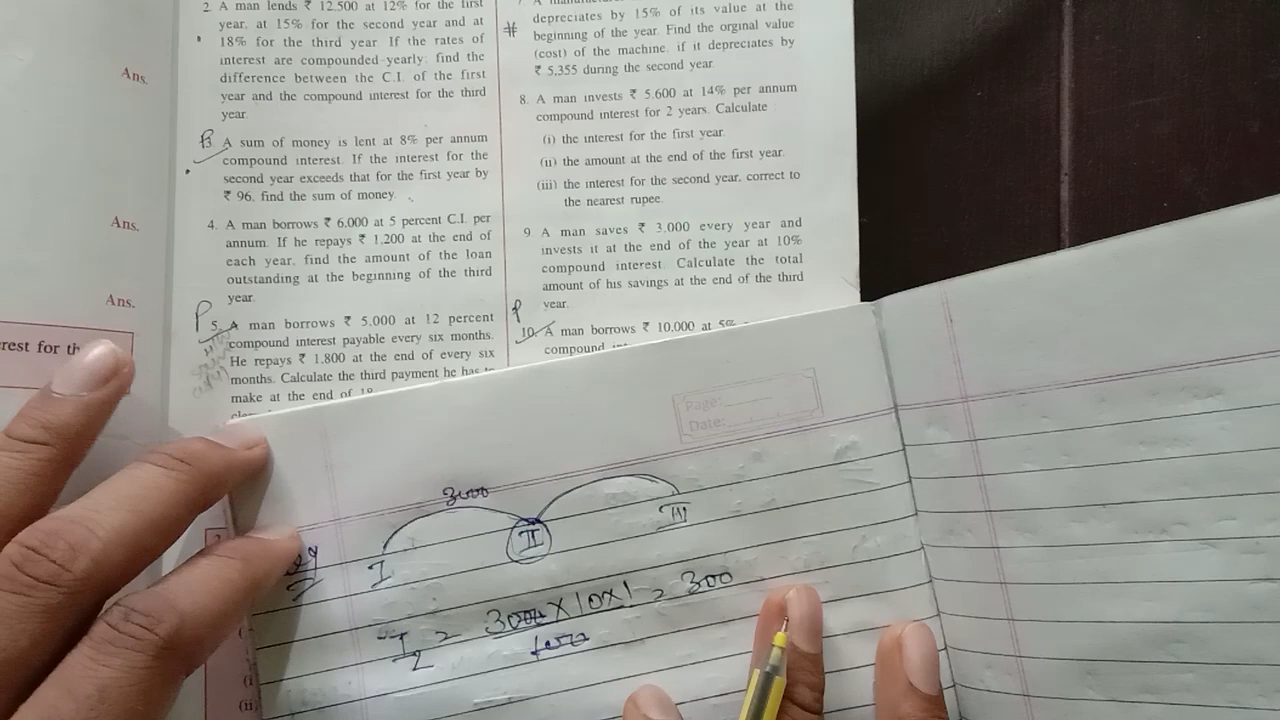 Ans.
Ans.
Ans.
rest for th
2. A man lends ₹ 12,500 at 12% for the first
year, at 15% for the second year and at
18% for the third year. If the rates of
interest are compounded yearly; find the
difference between the C.I. of the first
year and the compound interest for the third
year.
3. A sum of money is lent at 8% per annum
compound interest. If the interest for the
second year exceeds that for the first year by
₹ 96, find the sum of money.
4. A man borrows ₹ 6,000 at 5 percent C.I. per
annum. If he repays ₹ 1,200 at the end of
each year, find the amount of the loan
outstanding at the beginning of the third
year.
P
5. A man borrows ₹ 5,000 at 12 percent
compound interest payable every six months.
He repays ₹ 1,800 at the end of every six
months. Calculate the third payment he has to
make at the end of 18
#
depreciates by 15% of its value at the
beginning of the year. Find the orginal value
(cost) of the machine, if it depreciates by
₹ 5,355 during the second year.
8. A man invests ₹ 5,600 at 14% per annum
compound interest for 2 years. Calculate
(i) the interest for the first year.
(ii) the amount at the end of the first year.
(iii) the interest for the second year, correct to
the nearest rupee.
9. A man saves ₹ 3,000 every year and
invests it at the end of the year at 10%
compound interest. Calculate the total
amount of his savings at the end of the third
year.
P
10. A man borrows ₹ 10,000 at 5%
compound
Page:
Date:
3000
I II III
I2 = 3000 × 10 × 1 = 300
(i
(ii